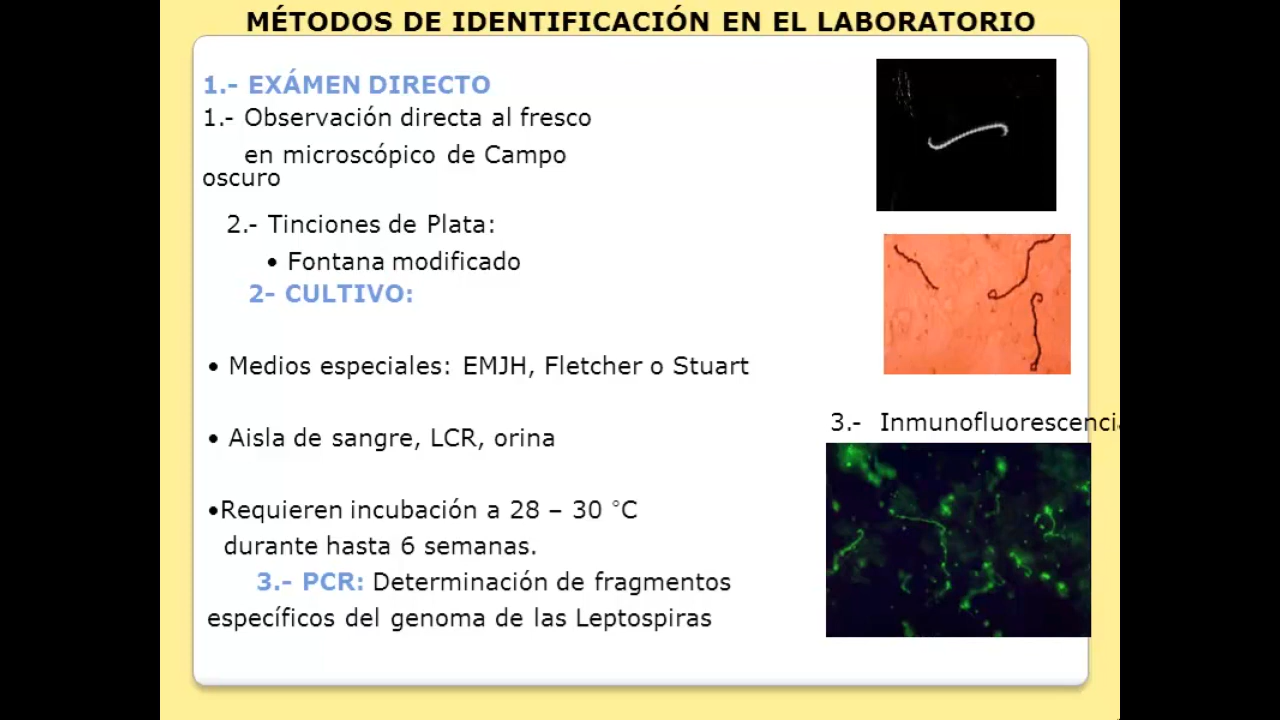 MÉTODOS DE IDENTIFICACIÓN EN EL LABORATORIO
1.- EXÁMEN DIRECTO
1.- Observación directa al fresco
en microscópico de Campo
oscuro
2.- Tinciones de Plata:
• Fontana modificado
2- CULTIVO:
• Medios especiales: EMJH, Fletcher o Stuart
• Aisla de sangre, LCR, orina
•Requieren incubación a 28 – 30 °C
durante hasta 6 semanas.
3.- PCR: Determinación de fragmentos
específicos del genoma de las Leptospiras
3.- Inmunofluorescencia